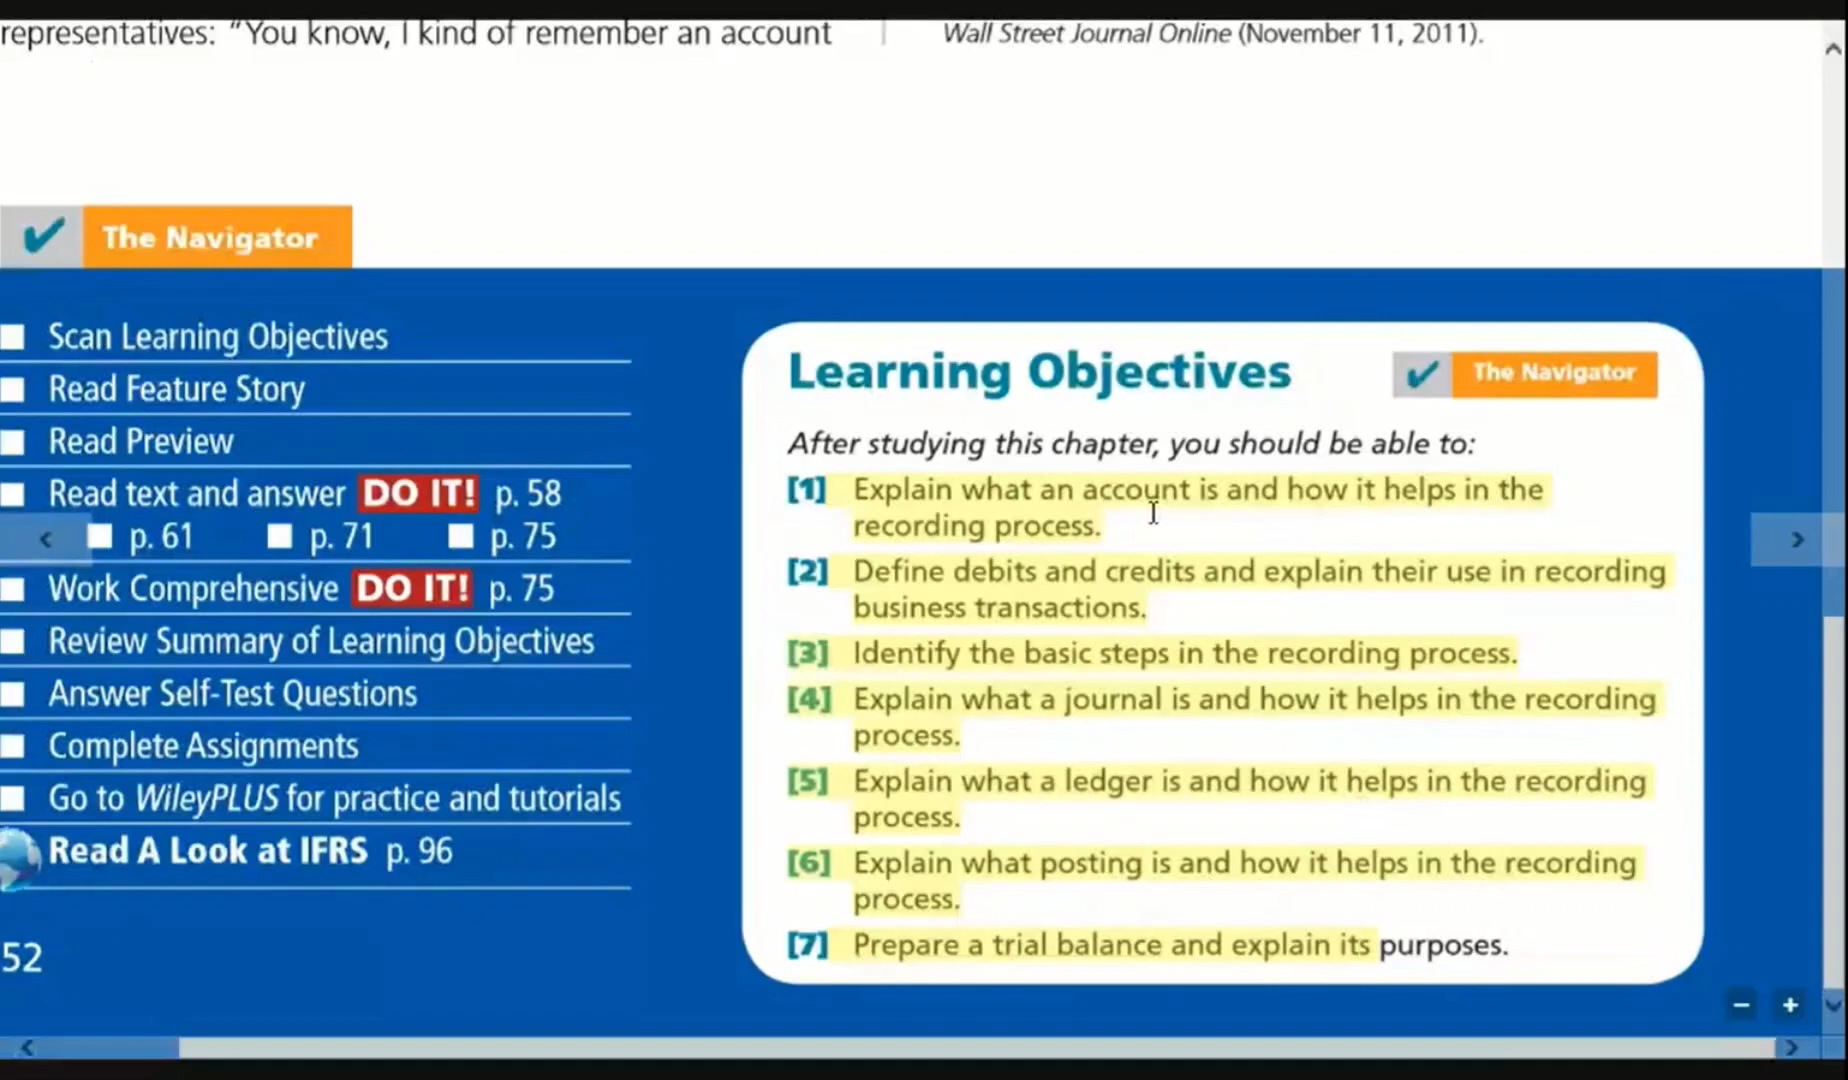 representatives: "You know, I kind of remember an account
Wall Street Journal Online (November 11, 2011).
The Navigator
Scan Learning Objectives
Read Feature Story
Read Preview
Read text and answer DO IT! p. 58
p. 61 p. 71 p. 75
Work Comprehensive DO IT! p. 75
Review Summary of Learning Objectives
Answer Self-Test Questions
Complete Assignments
Go to WileyPLUS for practice and tutorials
Read A Look at IFRS p. 96
52
Learning Objectives
The Navigator
After studying this chapter, you should be able to:
[1] Explain what an account is and how it helps in the
recording process.
[2] Define debits and credits and explain their use in recording
business transactions.
[3] Identify the basic steps in the recording process.
[4] Explain what a journal is and how it helps in the recording
process.
[5] Explain what a ledger is and how it helps in the recording
process.
[6] Explain what posting is and how it helps in the recording
process.
[7] Prepare a trial balance and explain its purposes.